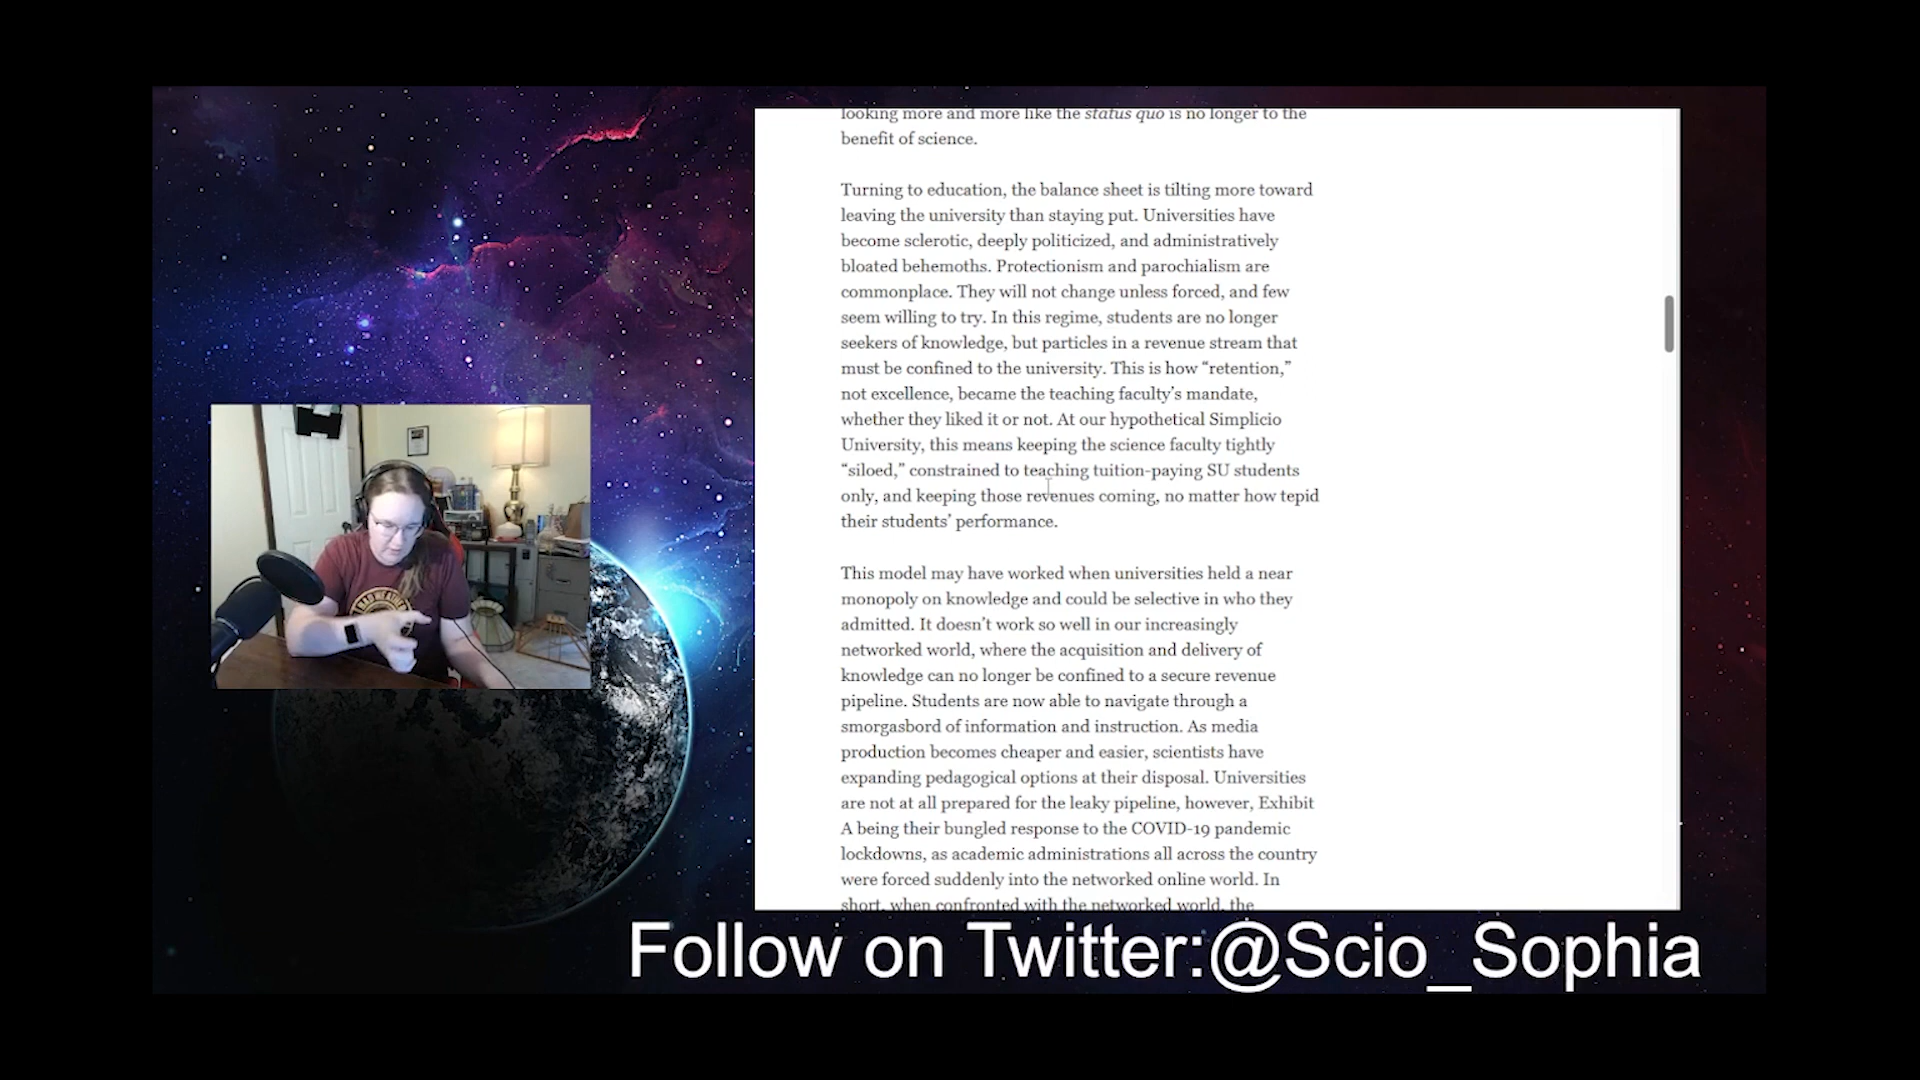 looking more and more like the status quo is no longer to the
benefit of science.
Turning to education, the balance sheet is tilting more toward
leaving the university than staying put. Universities have
become sclerotic, deeply politicized, and administratively
bloated behemoths. Protectionism and parochialism are
commonplace. They will not change unless forced, and few
seem willing to try. In this regime, students are no longer
seekers of knowledge, but particles in a revenue stream that
must be confined to the university. This is how “retention,”
not excellence, became the teaching faculty’s mandate,
whether they liked it or not. At our hypothetical Simplicio
University, this means keeping the science faculty tightly
“siloed,” constrained to teaching tuition-paying SU students
only, and keeping those revenues coming, no matter how tepid
their students’ performance.
This model may have worked when universities held a near
monopoly on knowledge and could be selective in who they
admitted. It doesn’t work so well in our increasingly
networked world, where the acquisition and delivery of
knowledge can no longer be confined to a secure revenue
pipeline. Students are now able to navigate through a
smorgasbord of information and instruction. As media
production becomes cheaper and easier, scientists have
expanding pedagogical options at their disposal. Universities
are not at all prepared for the leaky pipeline, however, Exhibit
A being their bungled response to the COVID-19 pandemic
lockdowns, as academic administrations all across the country
were forced suddenly into the networked online world. In
short, when confronted with the networked world, the
Follow on Twitter:@Scio_Sophia